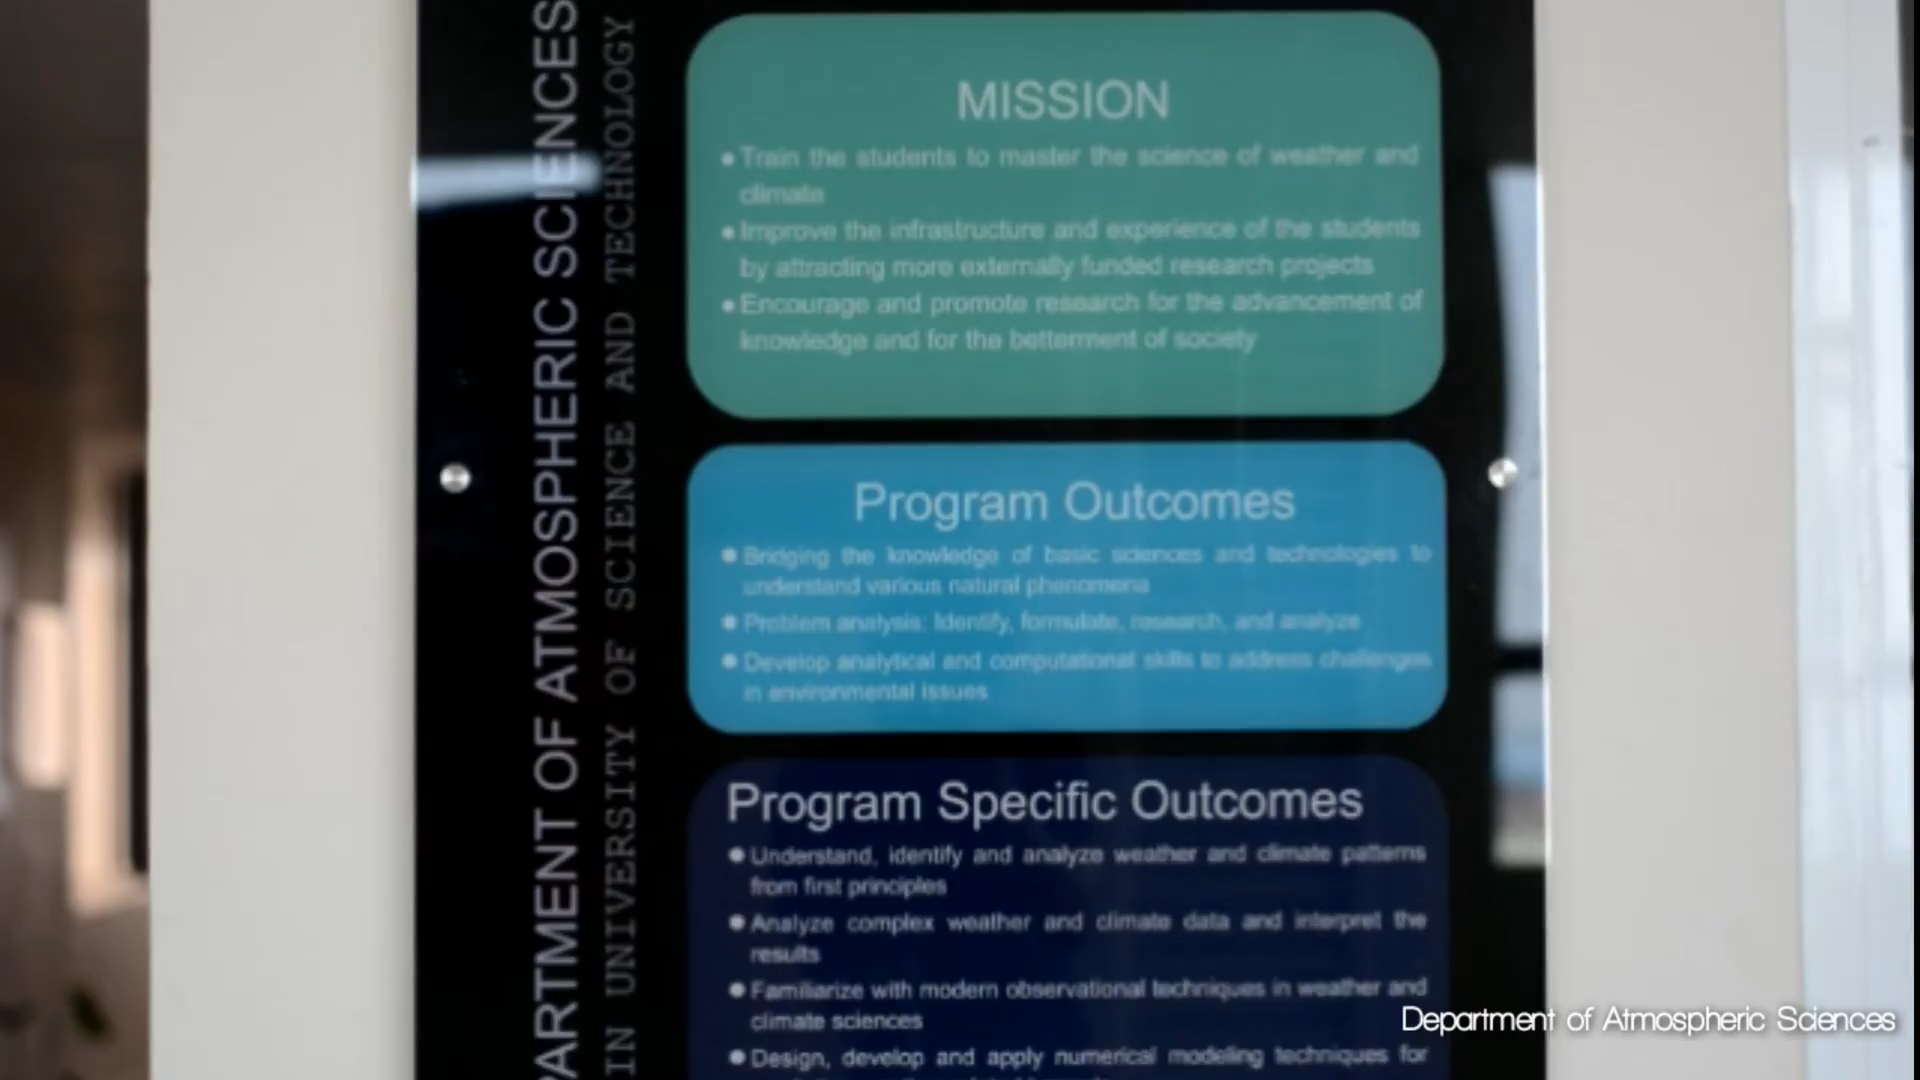 PARTMENT OF ATMOSPHERIC SCIENCES
IN UNIVERSITY OF SCIENCE AND TECHNOLOGY
MISSION
● Train the students to master the science of weather and
climate
● Improve the infrastructure and experience of the students
by attracting more externally funded research projects
● Encourage and promote research for the advancement of
knowledge and for the betterment of society
Program Outcomes
● Bridging the knowledge of basic sciences and technologies to
understand various natural phenomena
● Problem analysis: Identify, formulate, research, and analyze
● Develop analytical and computational skills to address challenges
in environmental issues
Program Specific Outcomes
● Understand, identify and analyze weather and climate patterns
from first principles
● Analyze complex weather and climate data and interpret the
results
● Familiarize with modern observational techniques in weather and
climate sciences
● Design, develop and apply numerical modeling techniques for
Department of Atmospheric Sciences